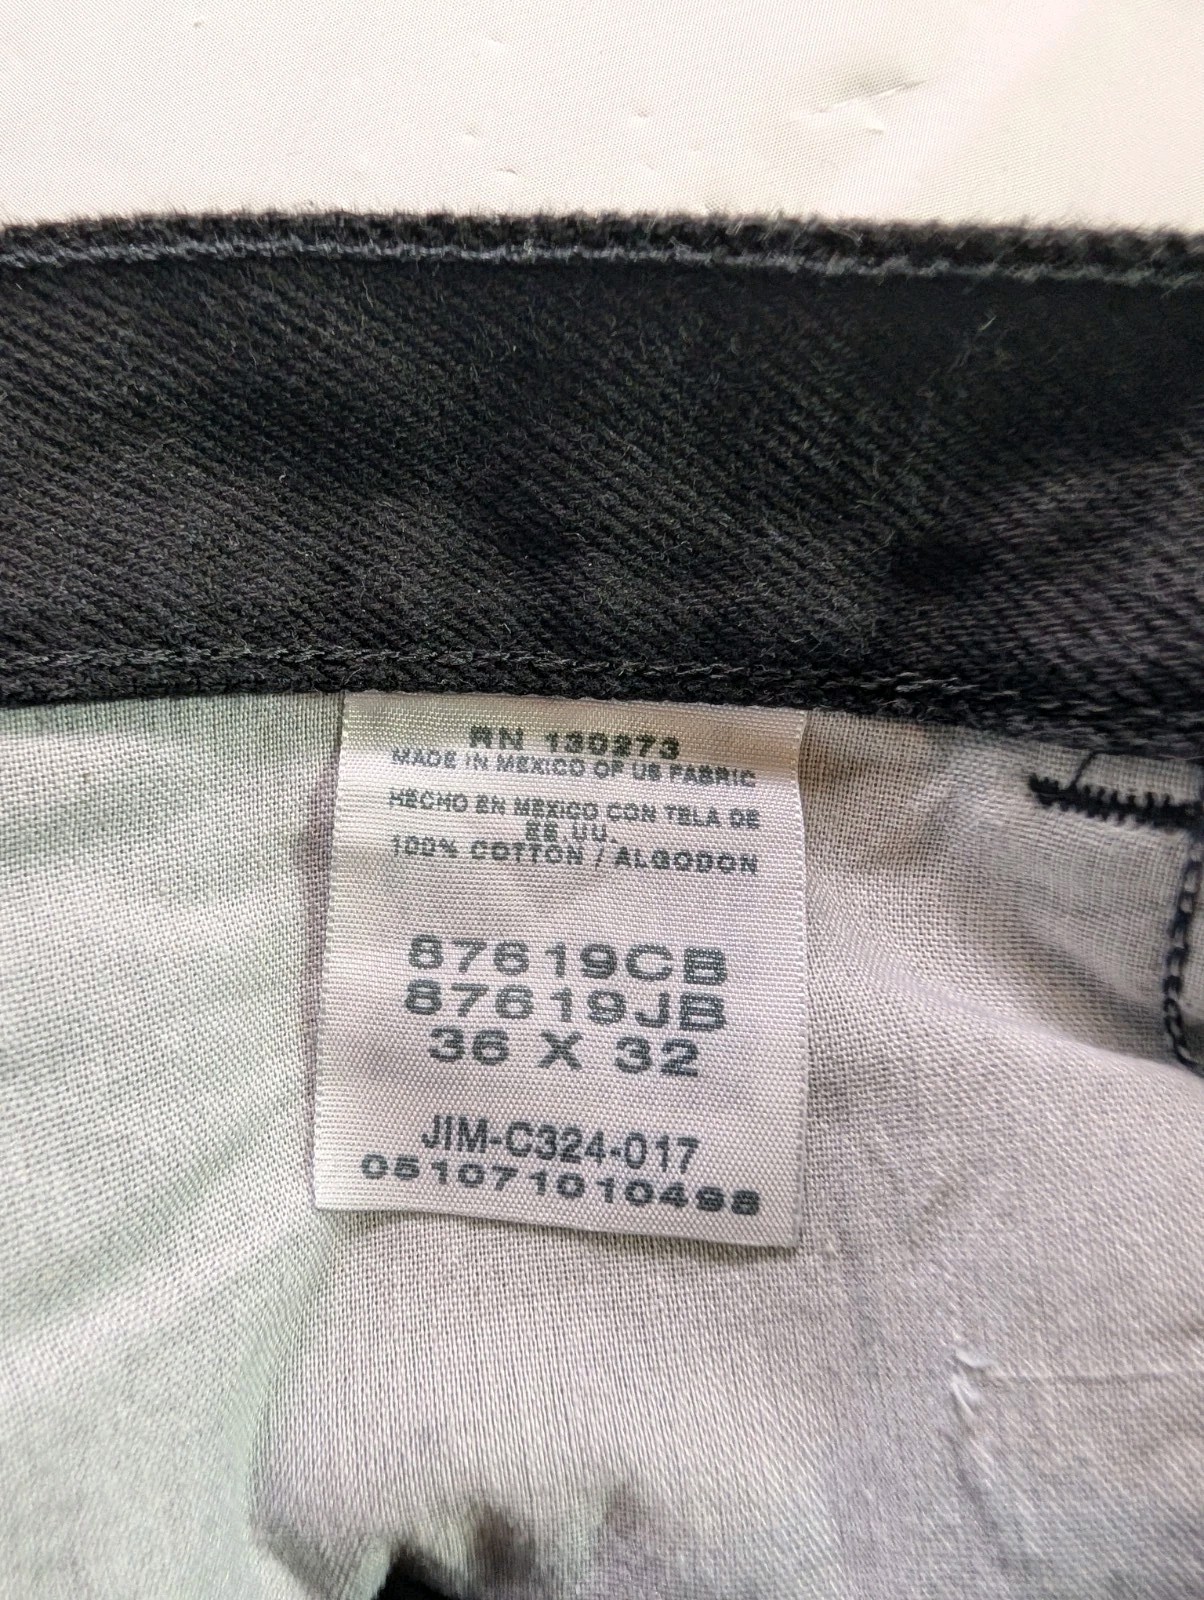 RN 130273
MADE IN MEXICO OF US FABRIC
HECHO EN MEXICO CON TELA DE
EE.UU.
100% COTTON / ALGODON
87619CB
87619JB
36 X 32
JIM-C324-017
051071010498